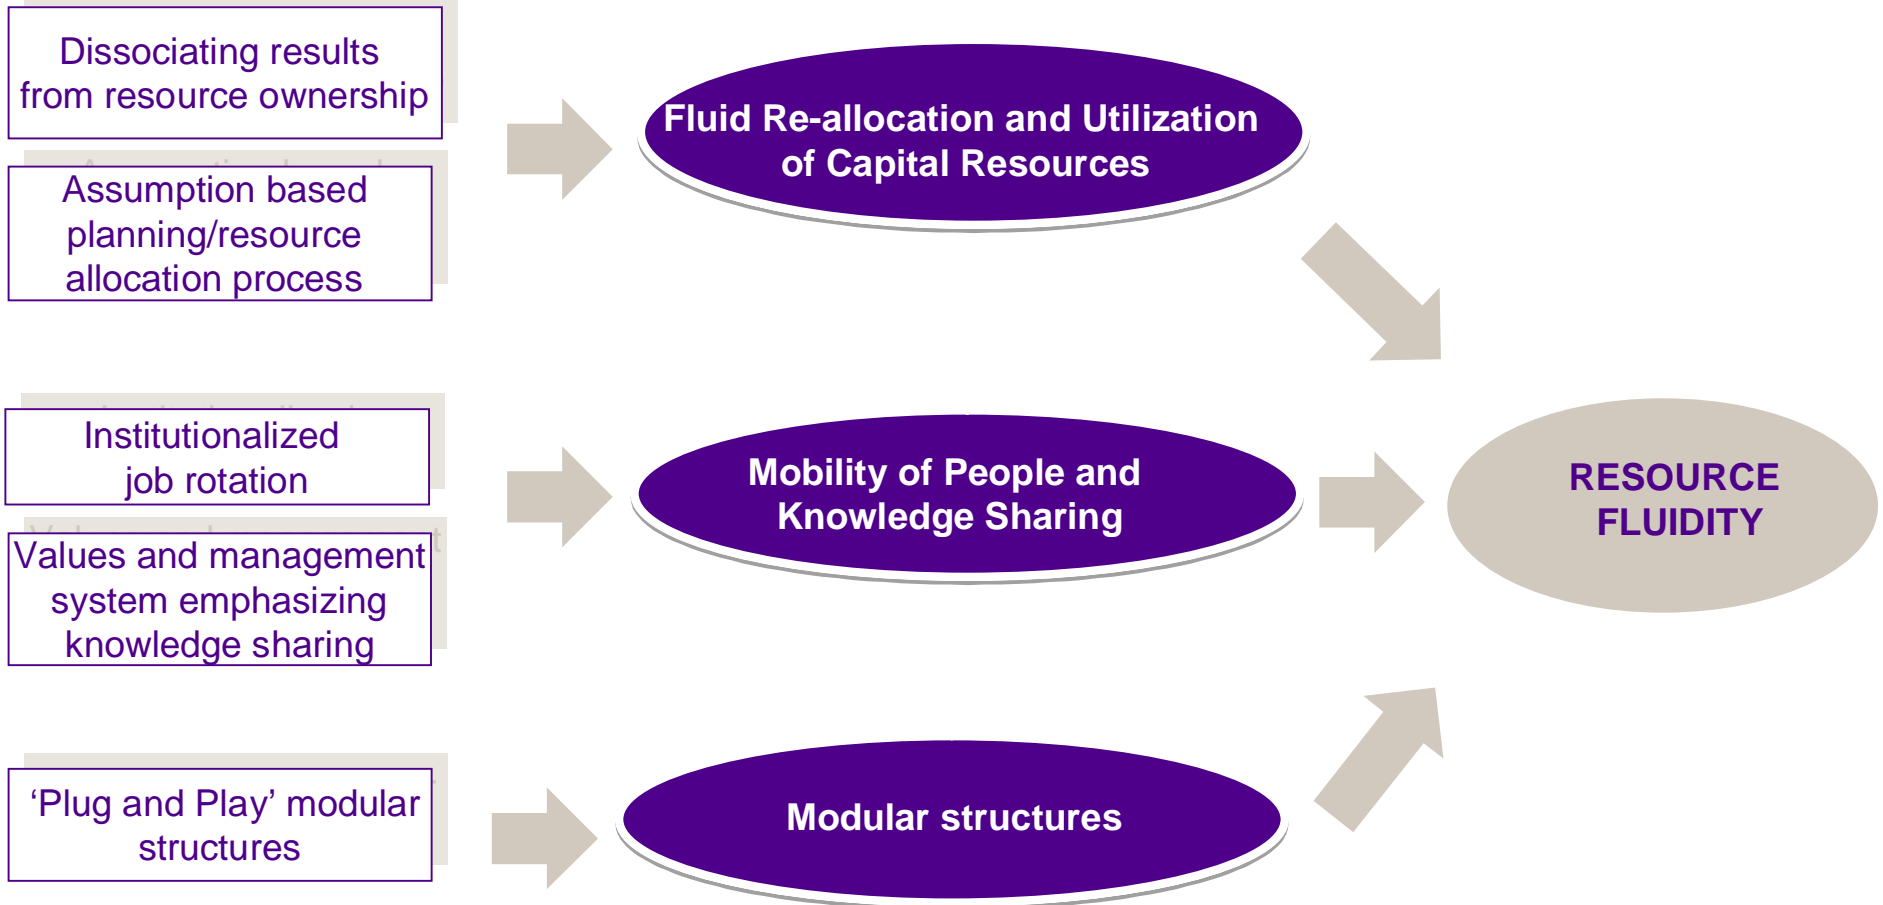 Dissociating results
from resource ownership
Assumption based
planning/resource
allocation process
Fluid Re-allocation and Utilization
of Capital Resources
Institutionalized
job rotation
Values and management
system emphasizing
knowledge sharing
Mobility of People and
Knowledge Sharing
RESOURCE
FLUIDITY
‘Plug and Play’ modular
structures
Modular structures